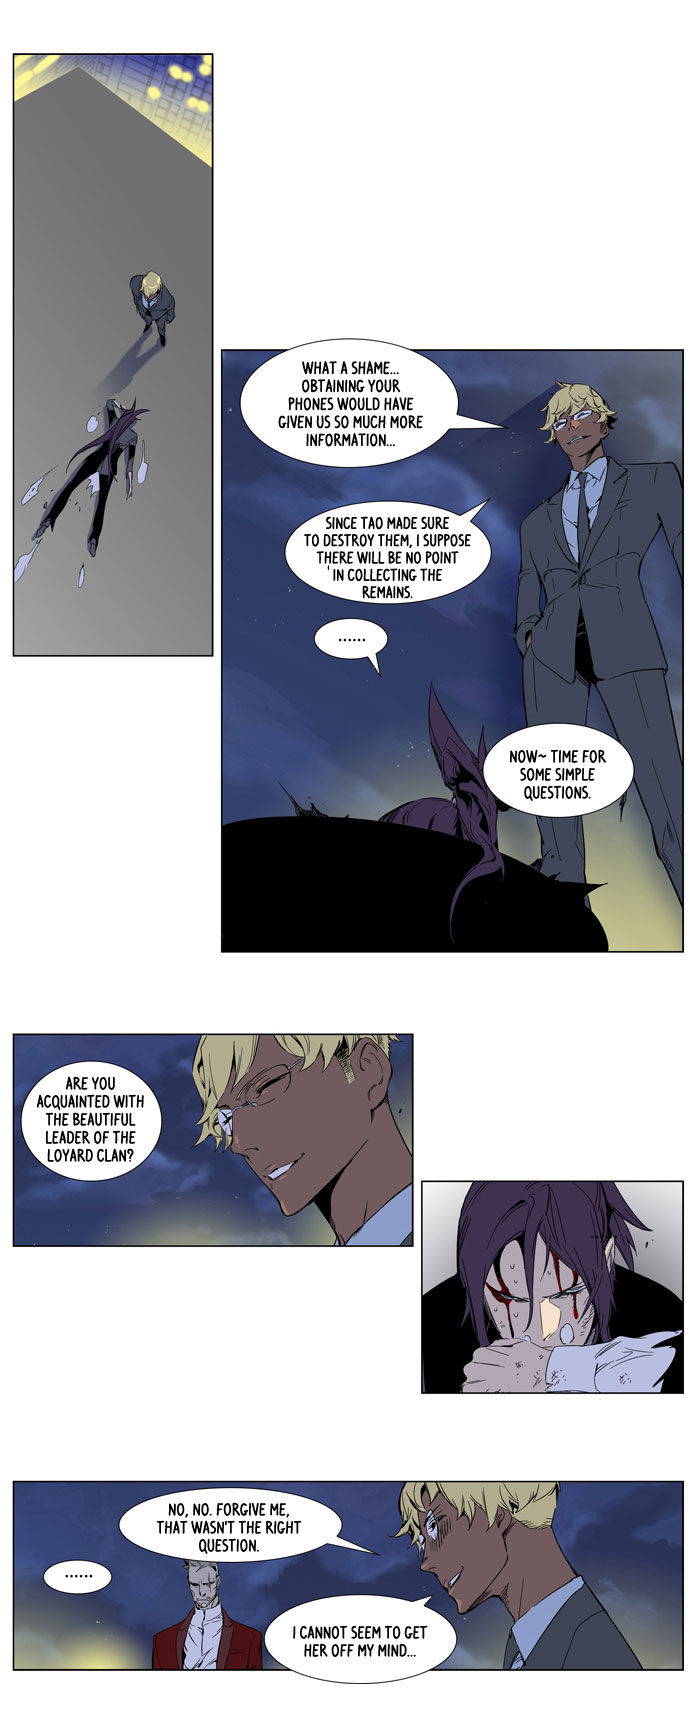 WHAT A SHAME...
OBTAINING YOUR
PHONES WOULD HAVE
GIVEN US SO MUCH MORE
INFORMATION...
SINCE TAO MADE SURE
TO DESTROY THEM, I SUPPOSE
THERE WILL BE NO POINT
IN COLLECTING THE
REMAINS.
......
NOW~ TIME FOR
SOME SIMPLE
QUESTIONS.
ARE YOU
ACQUAINTED WITH
THE BEAUTIFUL
LEADER OF THE
LOYARD CLAN?
NO, NO. FORGIVE ME,
THAT WASN'T THE RIGHT
QUESTION.
......
I CANNOT SEEM TO GET
HER OFF MY MIND...